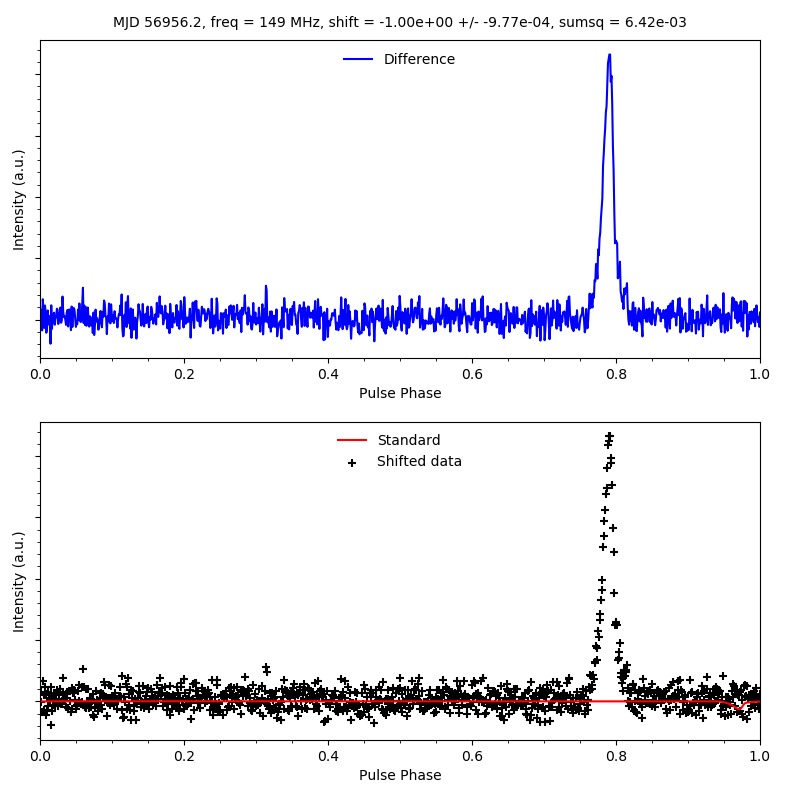 MJD 56956.2, freq = 149 MHz, shift = -1.00e+00 +/- -9.77e-04, sumsq = 6.42e-03
Difference
Intensity (a.u.)
0.0 0.2 0.4 0.6 0.8 1.0
Pulse Phase
Standard
Shifted data
Intensity (a.u.)
0.0 0.2 0.4 0.6 0.8 1.0
Pulse Phase